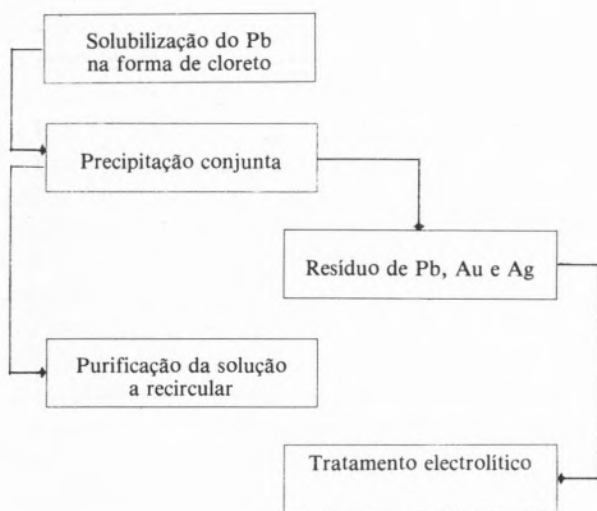 Solubilização do Pb
na forma de cloreto
Precipitação conjunta
Resíduo de Pb, Au e Ag
Purificação da solução
a recircular
Tratamento electrolítico